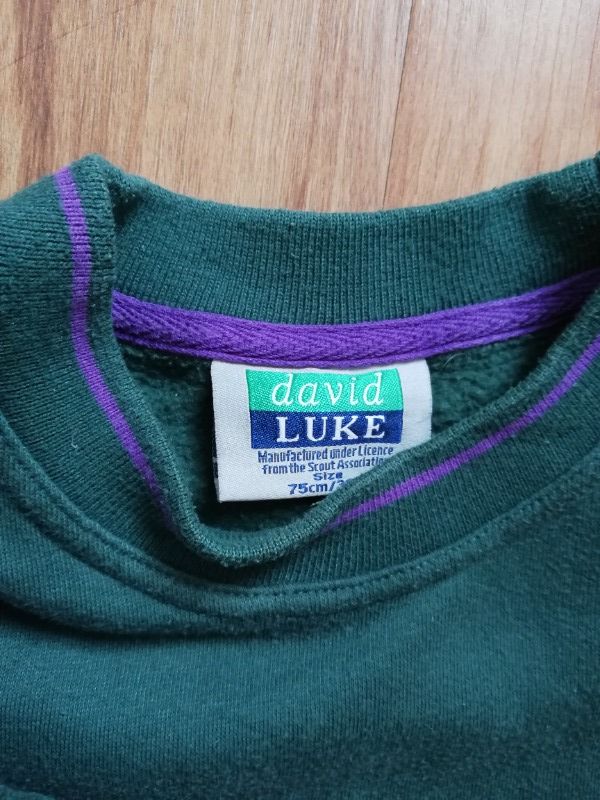 david
LUKE
Manufactured under Licence
from the Scout Association
Size
75cm/